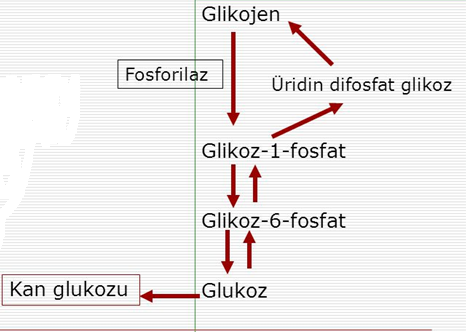 Glikojen
Fosforilaz
Üridin difosfat glikoz
Glikoz-1-fosfat
Glikoz-6-fosfat
Kan glukozu
Glukoz